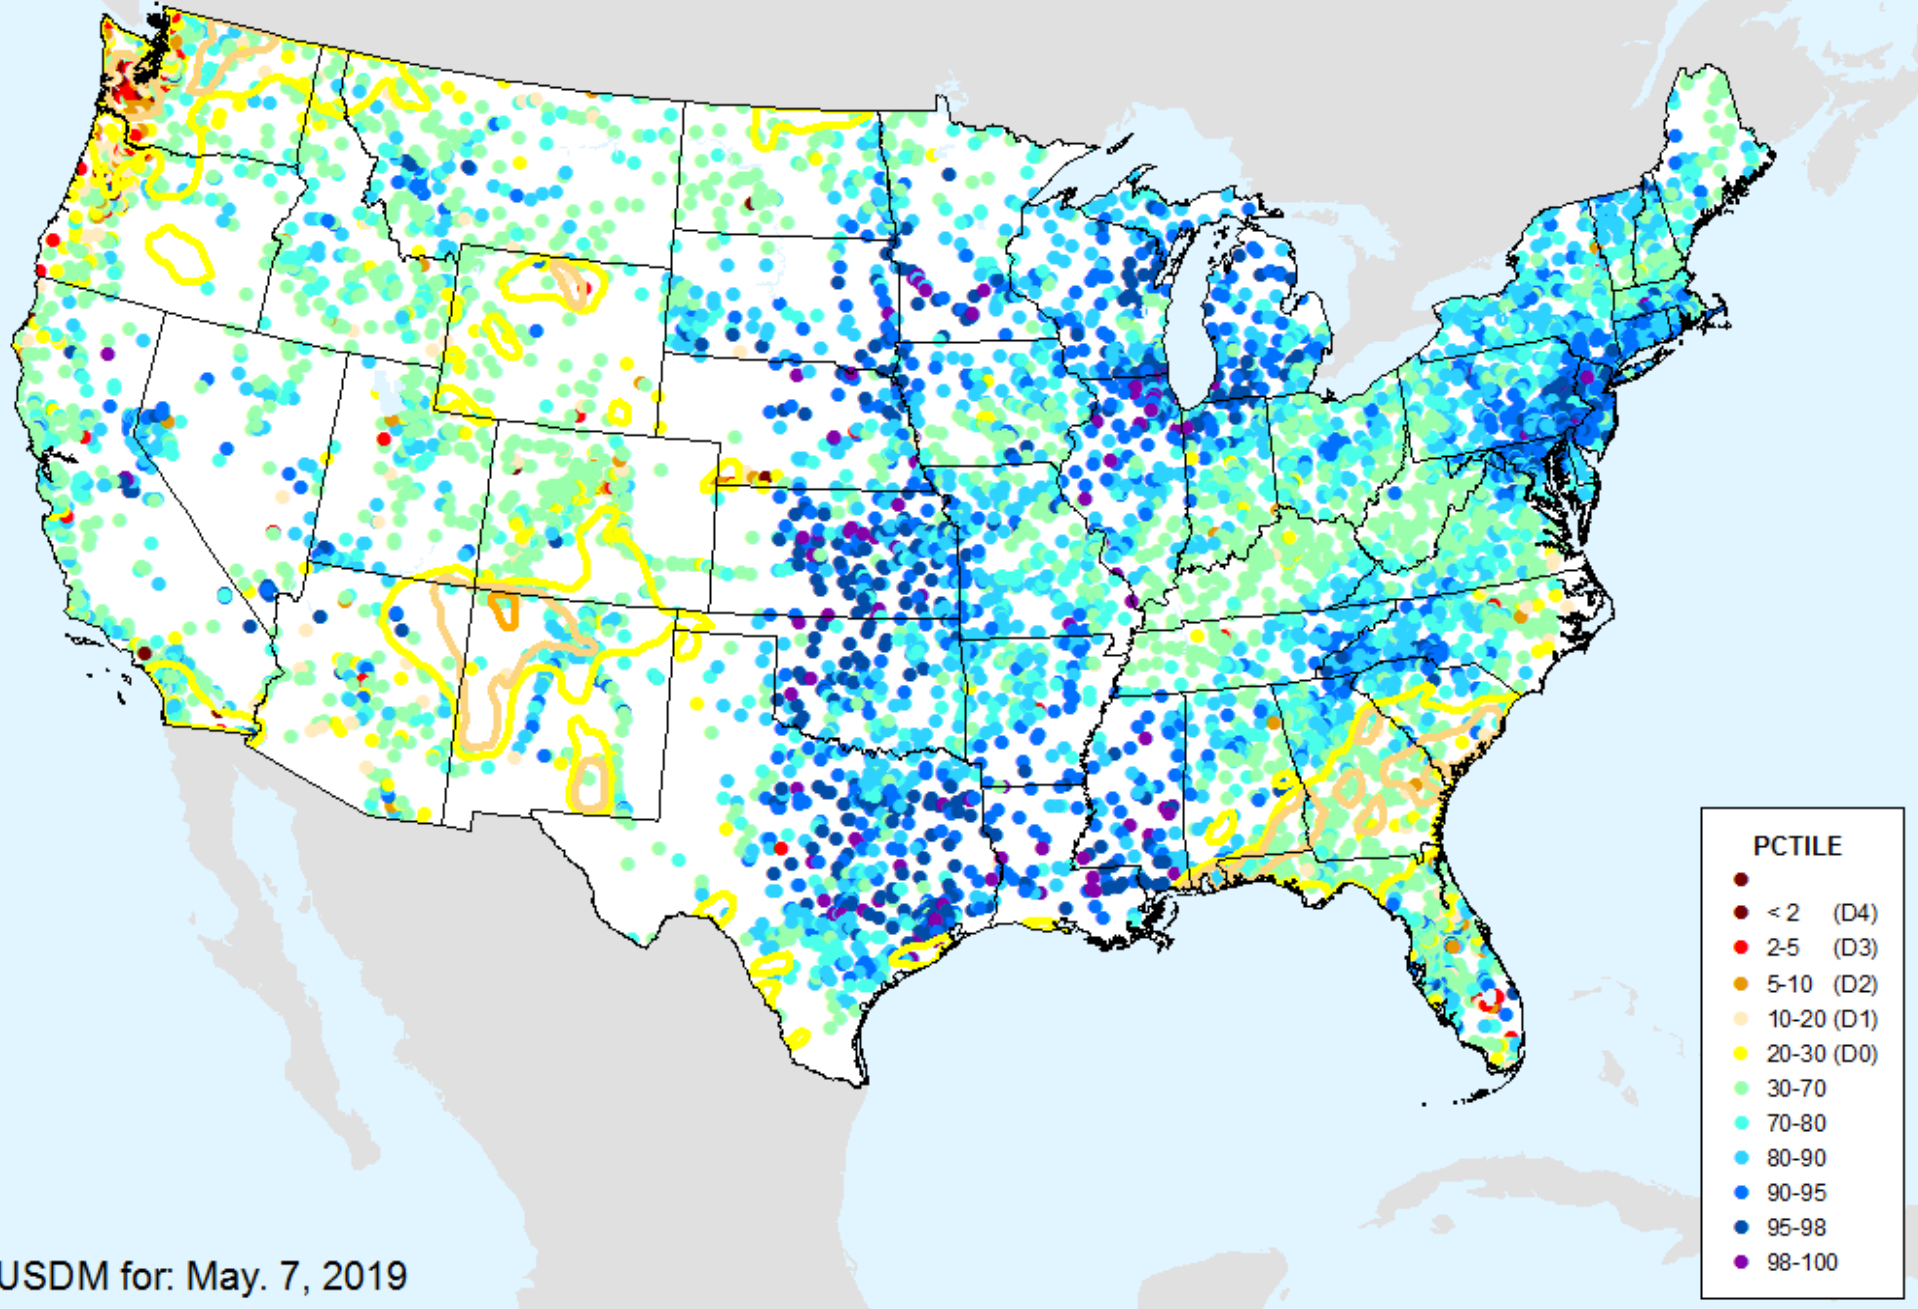 PCTILE
< 2 (D4)
2-5 (D3)
5-10 (D2)
10-20 (D1)
20-30 (D0)
30-70
70-80
80-90
90-95
95-98
98-100
USDM for: May. 7, 2019